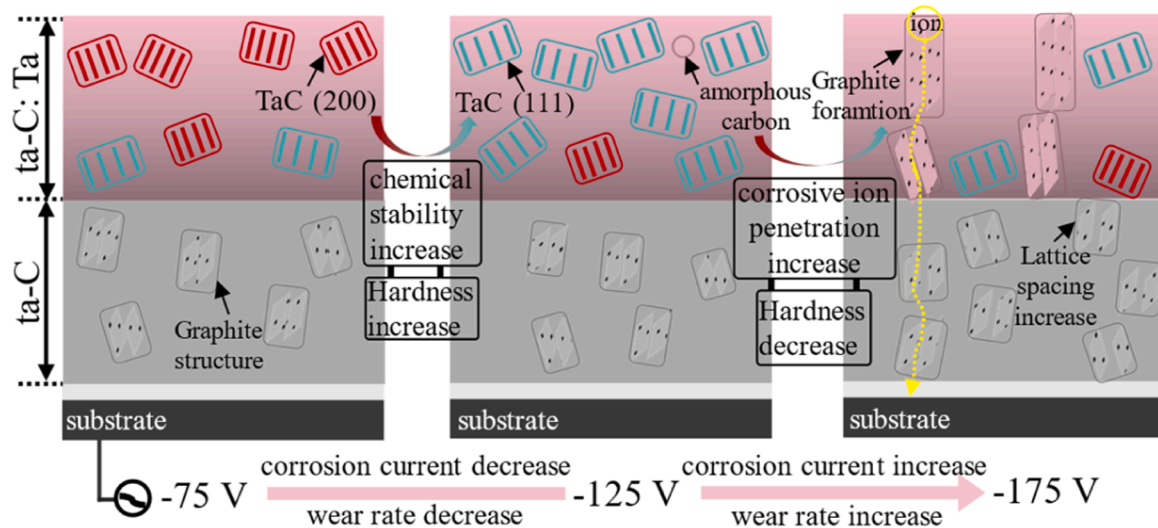 ta-C: Ta
ta-C
TaC (200)
chemical
stability
increase
Hardness
increase
Graphite
structure
substrate
TaC (111)
amorphous
carbon
corrosive ion
penetration
increase
Hardness
decrease
substrate
ion
Graphite
foramtion
Lattice
spacing
increase
substrate
-75 V
corrosion current decrease
wear rate decrease
-125 V
corrosion current increase
wear rate increase
-175 V